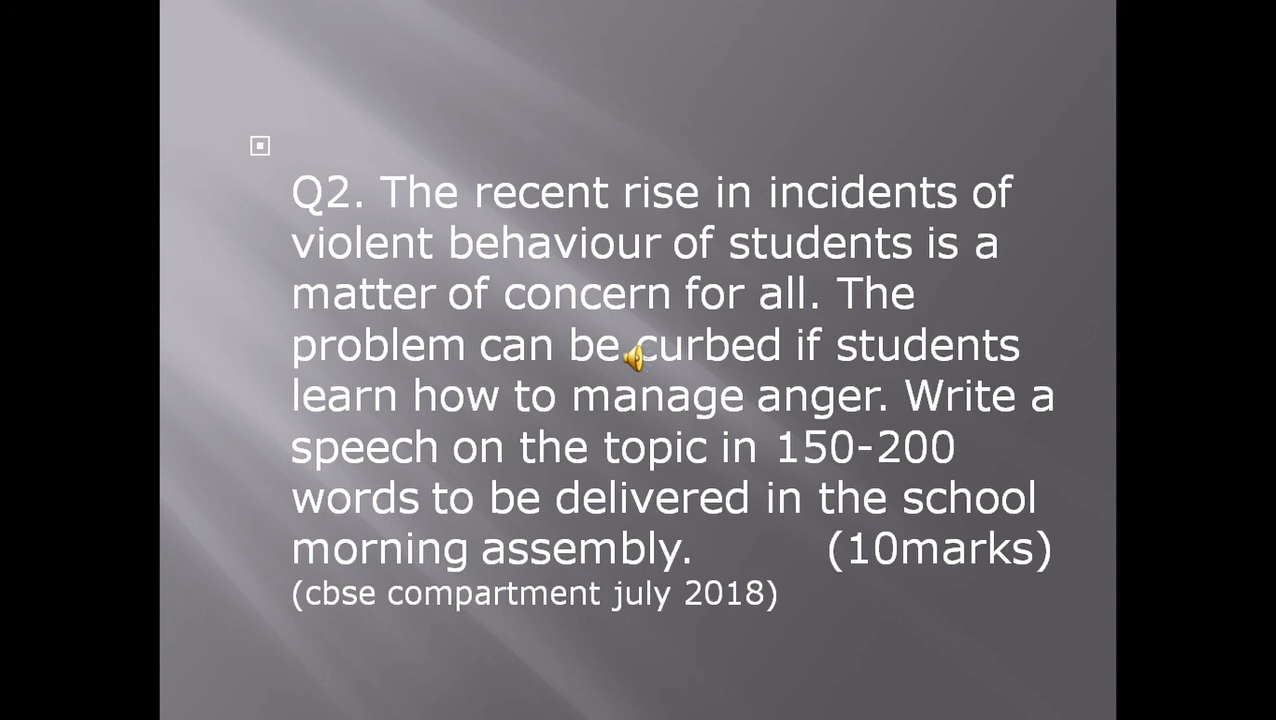 Q2. The recent rise in incidents of
violent behaviour of students is a
matter of concern for all. The
problem can be curbed if students
learn how to manage anger. Write a
speech on the topic in 150-200
words to be delivered in the school
morning assembly. (10marks)
(cbse compartment july 2018)